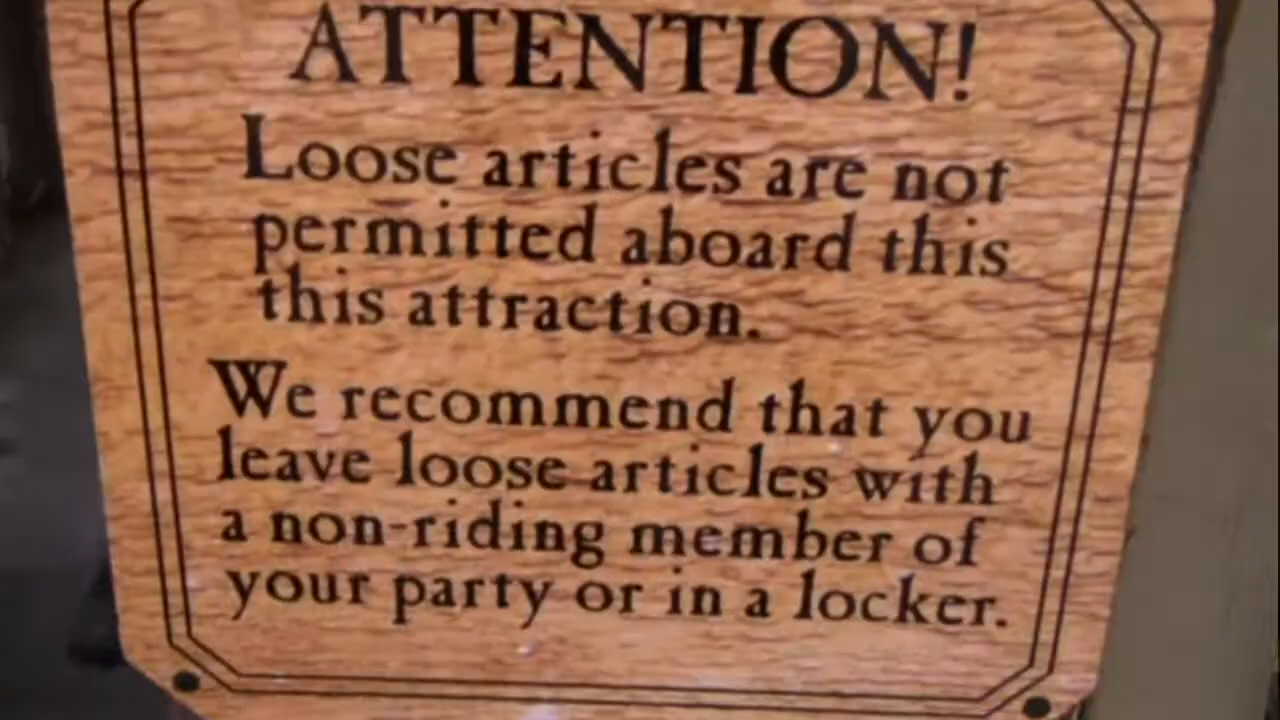 ATTENTION!
Loose articles are not
permitted aboard this
this attraction.
We recommend that you
leave loose articles with
a non-riding member of
your party or in a locker.